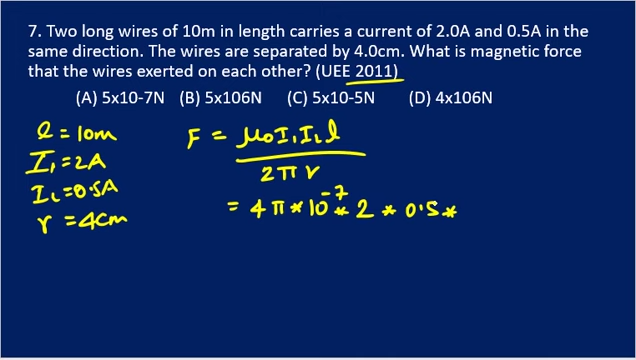 7. Two long wires of 10m in length carries a current of 2.0A and 0.5A in the
same direction. The wires are separated by 4.0cm. What is magnetic force
that the wires exerted on each other? (UEE 2011)
(A) 5x10-7N (B) 5x106N (C) 5x10-5N (D) 4x106N
l = 10m
I₁ = 2A
I₂ = 0.5A
r = 4cm
F = μ₀I₁I₂l
2πr
= 4π * 10⁻⁷ * 2 * 0.5 *